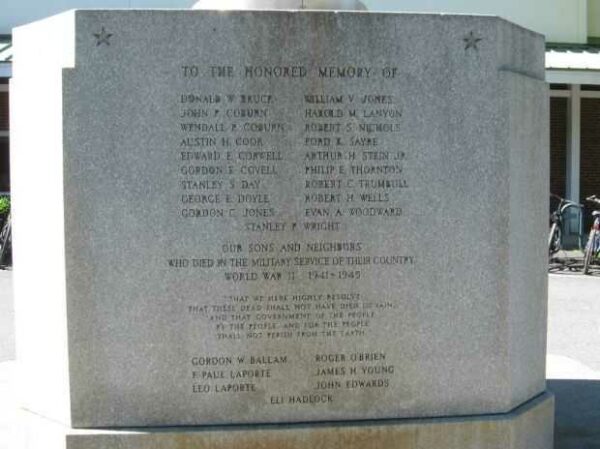 TO THE HONORED MEMORY OF
DONALD W. BRUCE WILLIAM V. JONES
JOHN P. COBURN HAROLD M. LANYON
WENDALL R. COBURN ROBERT S. NICHOLS
AUSTIN H. COOK FORD K. SAYRE
EDWARD E. CORWELL ARTHUR H. STEIN JR.
GORDON E. COVELL PHILIP E. THORNTON
STANLEY S. DAY ROBERT C. TRUMBULL
GEORGE E. DOYLE ROBERT H. WELLS
GORDON C. JONES EVAN A. WOODWARD
STANLEY P. WRIGHT
OUR SONS AND NEIGHBORS
WHO DIED IN THE MILITARY SERVICE OF THEIR COUNTRY
WORLD WAR II 1941-1945
"THAT WE HERE HIGHLY RESOLVE
THAT THESE DEAD SHALL NOT HAVE DIED IN VAIN,
AND THAT GOVERNMENT OF THE PEOPLE
BY THE PEOPLE AND FOR THE PEOPLE
SHALL NOT PERISH FROM THE EARTH
GORDON W. BALLAM ROGER O'BRIEN
F. PAUL LAPORTE JAMES H. YOUNG
LEO LAPORTE JOHN EDWARDS
ELI HADLOCK